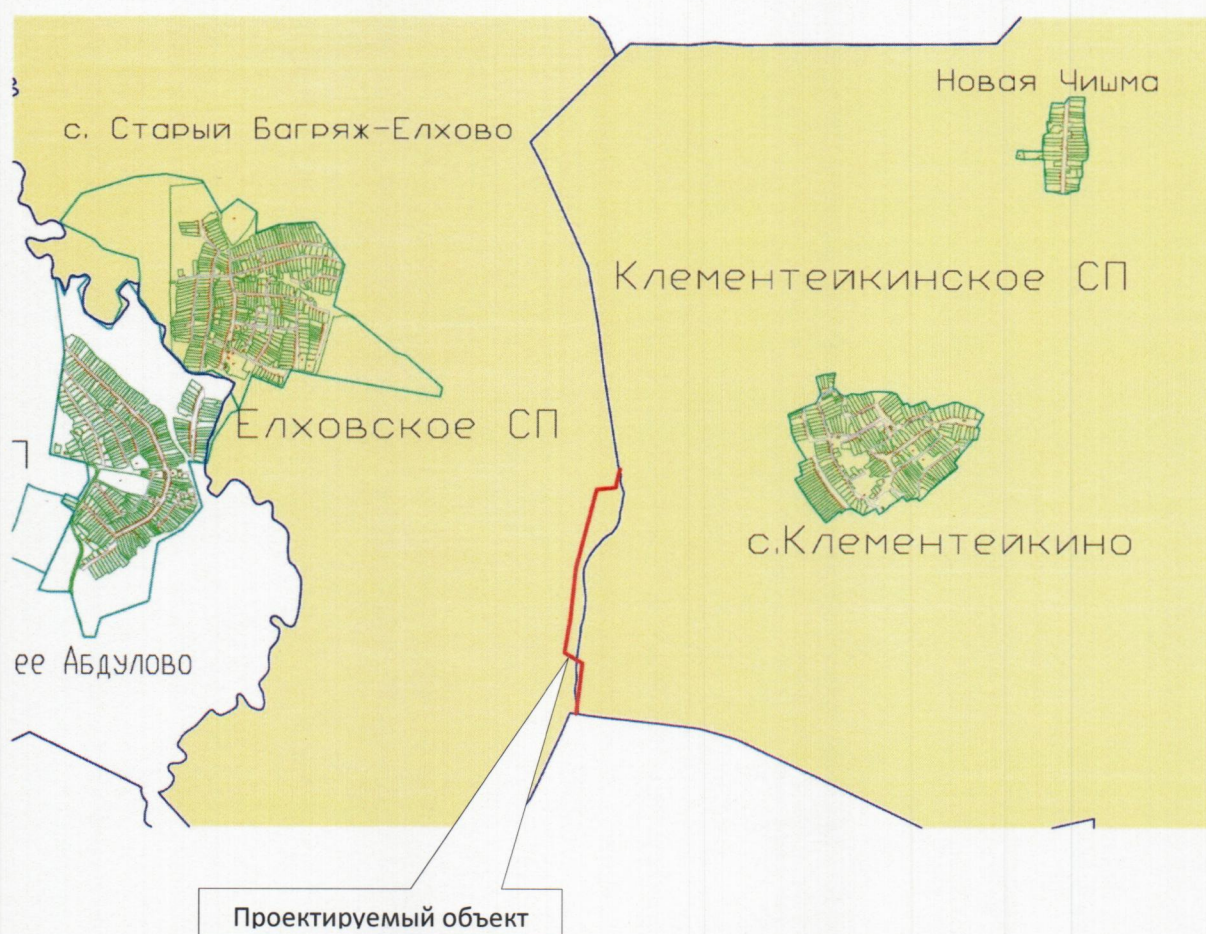 Новая Чишма
с. Старый Багряж-Елхово
Клементейкинское СП
Елховское СП
с.Клементейкино
ее Абдулово
Проектируемый объект